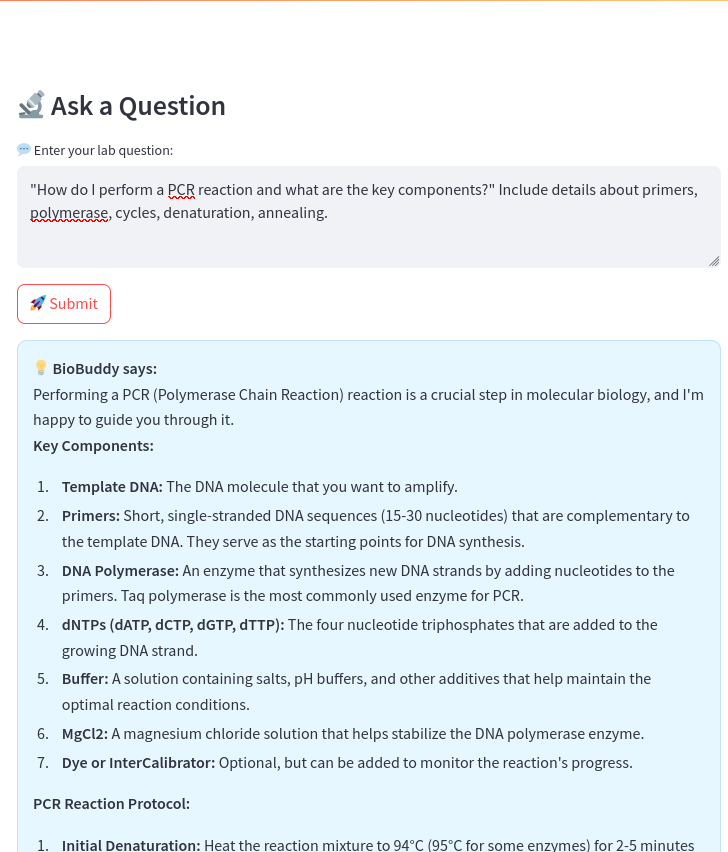 Ask a Question
Enter your lab question:
"How do I perform a PCR reaction and what are the key components?" Include details about primers,
polymerase, cycles, denaturation, annealing.
Submit
BioBuddy says:
Performing a PCR (Polymerase Chain Reaction) reaction is a crucial step in molecular biology, and I'm
happy to guide you through it.
Key Components:
1. Template DNA: The DNA molecule that you want to amplify.
2. Primers: Short, single-stranded DNA sequences (15-30 nucleotides) that are complementary to
the template DNA. They serve as the starting points for DNA synthesis.
3. DNA Polymerase: An enzyme that synthesizes new DNA strands by adding nucleotides to the
primers. Taq polymerase is the most commonly used enzyme for PCR.
4. dNTPs (dATP, dCTP, dGTP, dTTP): The four nucleotide triphosphates that are added to the
growing DNA strand.
5. Buffer: A solution containing salts, pH buffers, and other additives that help maintain the
optimal reaction conditions.
6. MgCl2: A magnesium chloride solution that helps stabilize the DNA polymerase enzyme.
7. Dye or InterCalibrator: Optional, but can be added to monitor the reaction's progress.
PCR Reaction Protocol:
1. Initial Denaturation: Heat the reaction mixture to 94°C (95°C for some enzymes) for 2-5 minutes